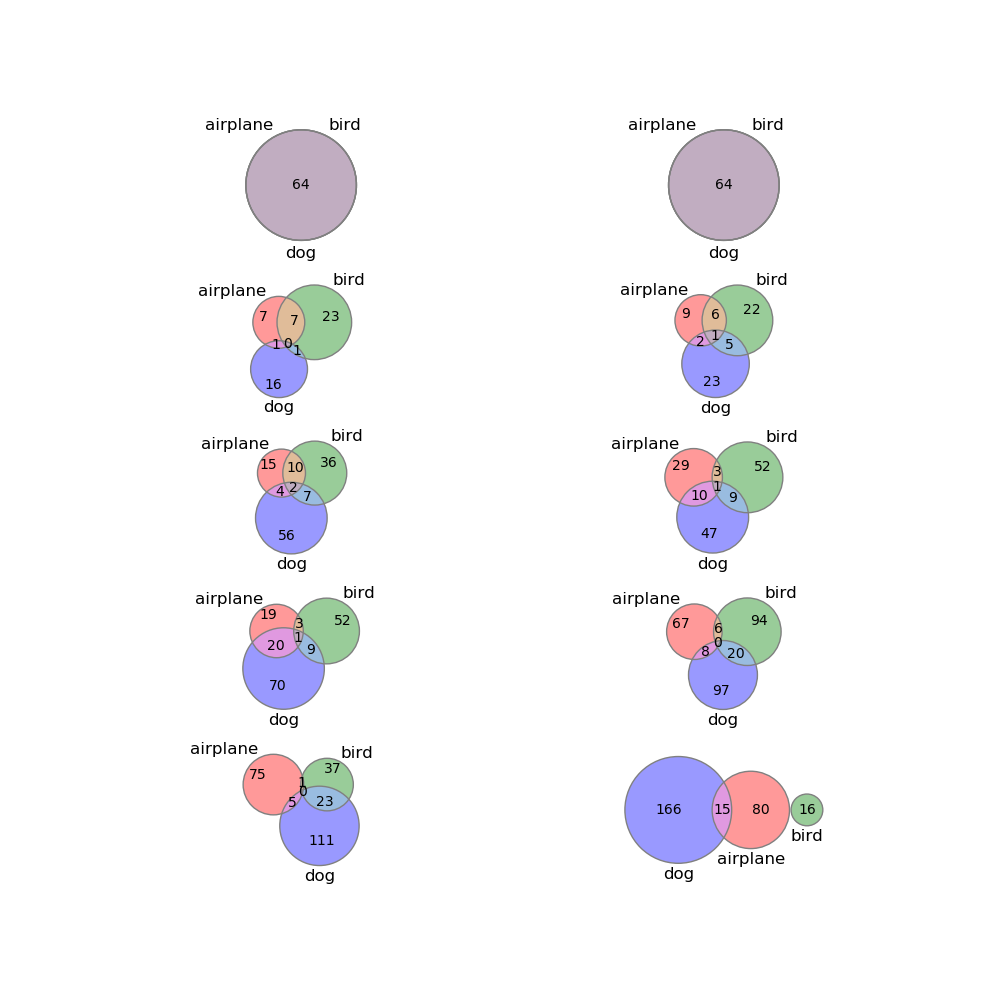 airplane bird
64
dog
airplane bird
64
dog
airplane bird
7 7 23
1 0 1
16
dog
airplane bird
9 6 22
2 1 5
23
dog
airplane bird
15 10 36
4 2 7
56
dog
airplane bird
29 3 52
10 1 9
47
dog
airplane bird
19 3 52
20 1 9
70
dog
airplane bird
67 6 94
8 0 20
97
dog
airplane bird
75 1 37
5 0 23
111
dog
166 15 80 16
bird
airplane
dog